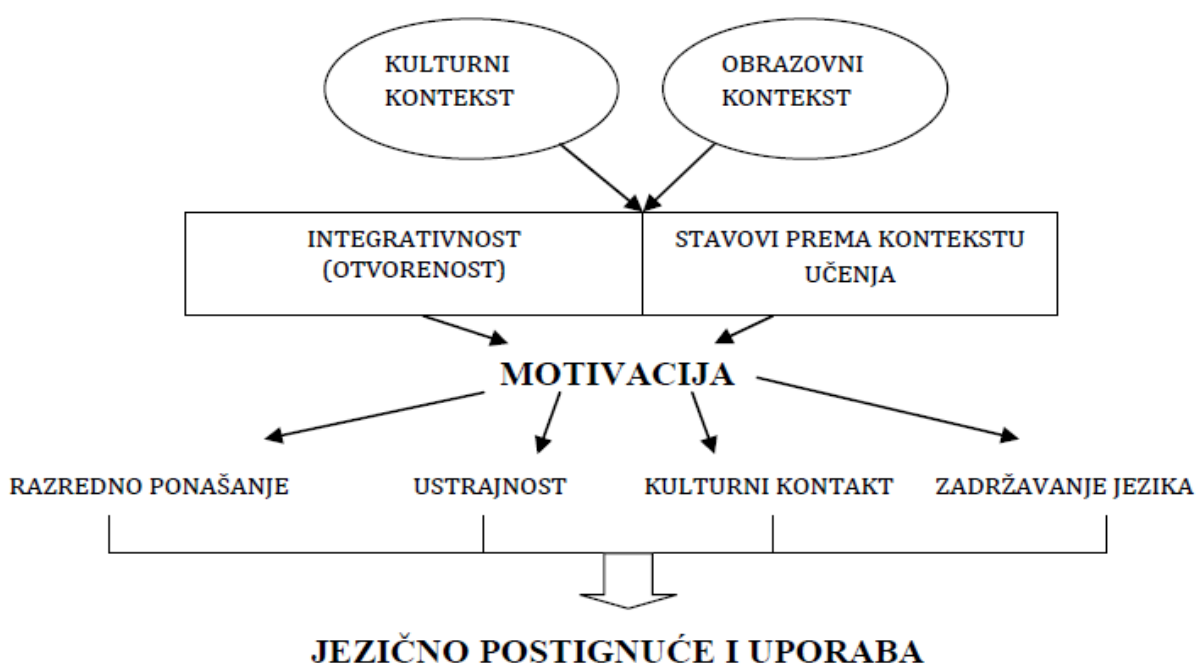 KULTURNI
KONTEKST
OBRAZOVNI
KONTEKST
INTEGRATIVNOST
(OTVORENOST)
STAVOVI PREMA KONTEKSTU
UČENJA
MOTIVACIJA
RAZREDNO PONAŠANJE
USTRAJNOST
KULTURNI KONTAKT
ZADRŽAVANJE JEZIKA
JEZIČNO POSTIGNUĆE I UPORABA